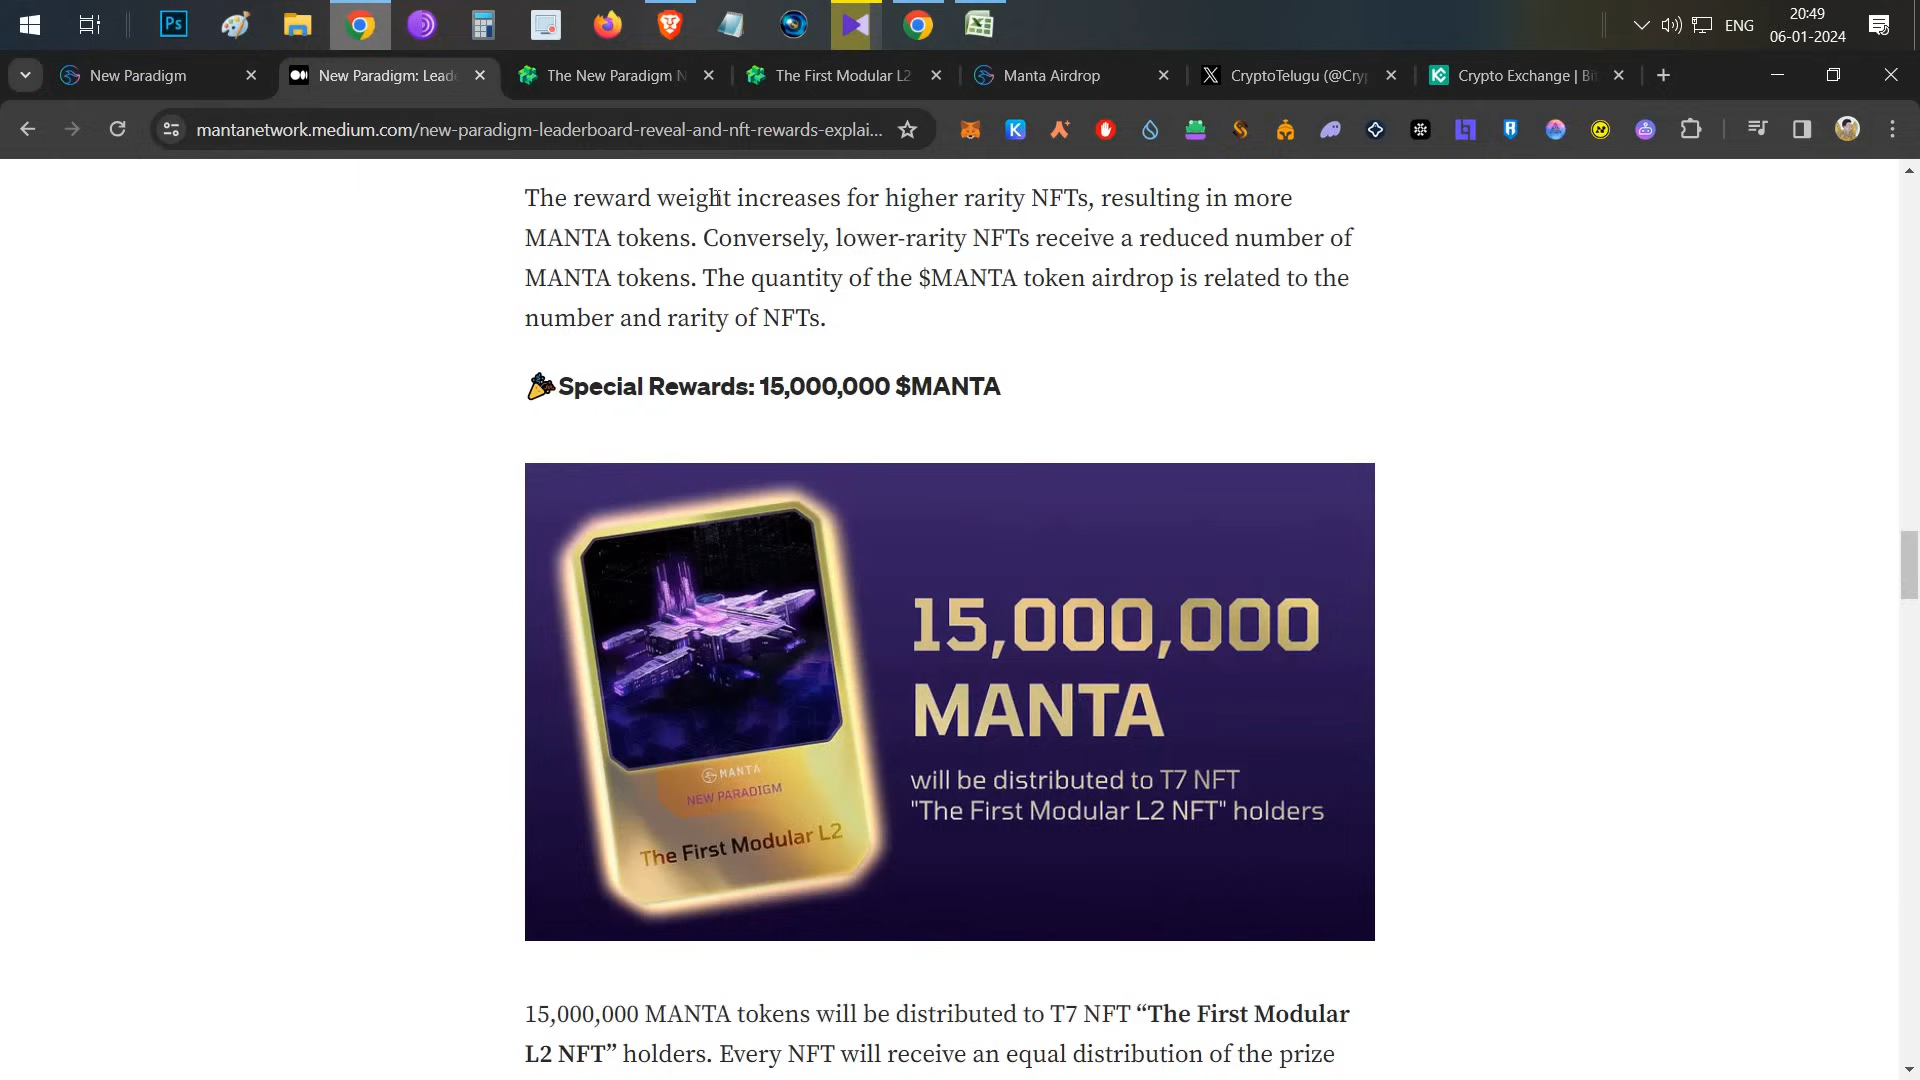 Ps
ENG
20:49
06-01-2024
New Paradigm
New Paradigm: Leade
The New Paradigm N
The First Modular L2
Manta Airdrop
CryptoTelugu (@Cry
Crypto Exchange | Bi
mantanetwork.medium.com/new-paradigm-leaderboard-reveal-and-nft-rewards-explai...
The reward weight increases for higher rarity NFTs, resulting in more
MANTA tokens. Conversely, lower-rarity NFTs receive a reduced number of
MANTA tokens. The quantity of the $MANTA token airdrop is related to the
number and rarity of NFTs.
🎉Special Rewards: 15,000,000 $MANTA
MANTA
NEW PARADIGM
The First Modular L2
15,000,000
MANTA
will be distributed to T7 NFT
"The First Modular L2 NFT" holders
15,000,000 MANTA tokens will be distributed to T7 NFT “The First Modular
L2 NFT” holders. Every NFT will receive an equal distribution of the prize